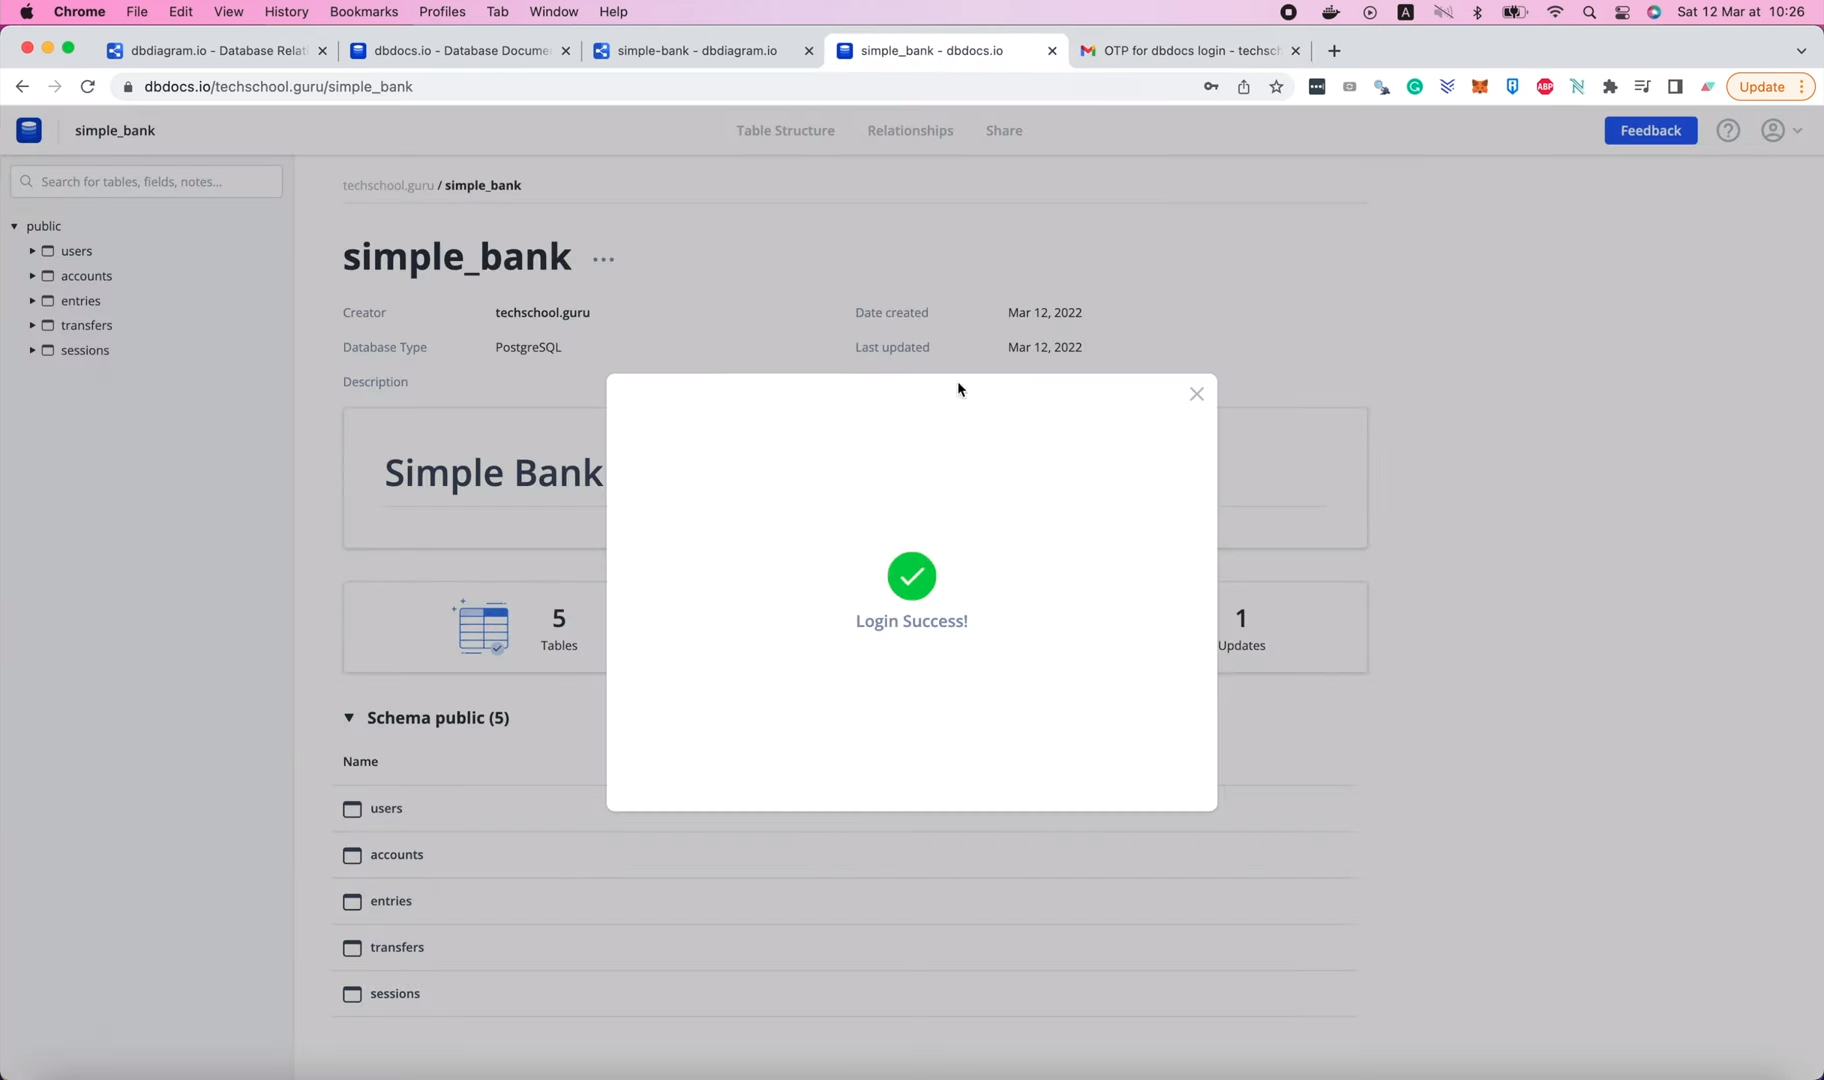 Chrome File Edit View History Bookmarks Profiles Tab Window Help A Sat 12 Mar at 10:26
dbdiagram.io - Database Relati dbdocs.io - Database Docume simple-bank - dbdiagram.io simple_bank - dbdocs.io OTP for dbdocs login - techsch
dbdocs.io/techschool.guru/simple_bank ABP Update
simple_bank Table Structure Relationships Share Feedback ?
Search for tables, fields, notes...
public
users
accounts
entries
transfers
sessions
techschool.guru / simple_bank
simple_bank ...
Creator techschool.guru Date created Mar 12, 2022
Database Type PostgreSQL Last updated Mar 12, 2022
Description
Simple Bank
Login Success!
5 1
Tables Updates
Schema public (5)
Name
users
accounts
entries
transfers
sessions